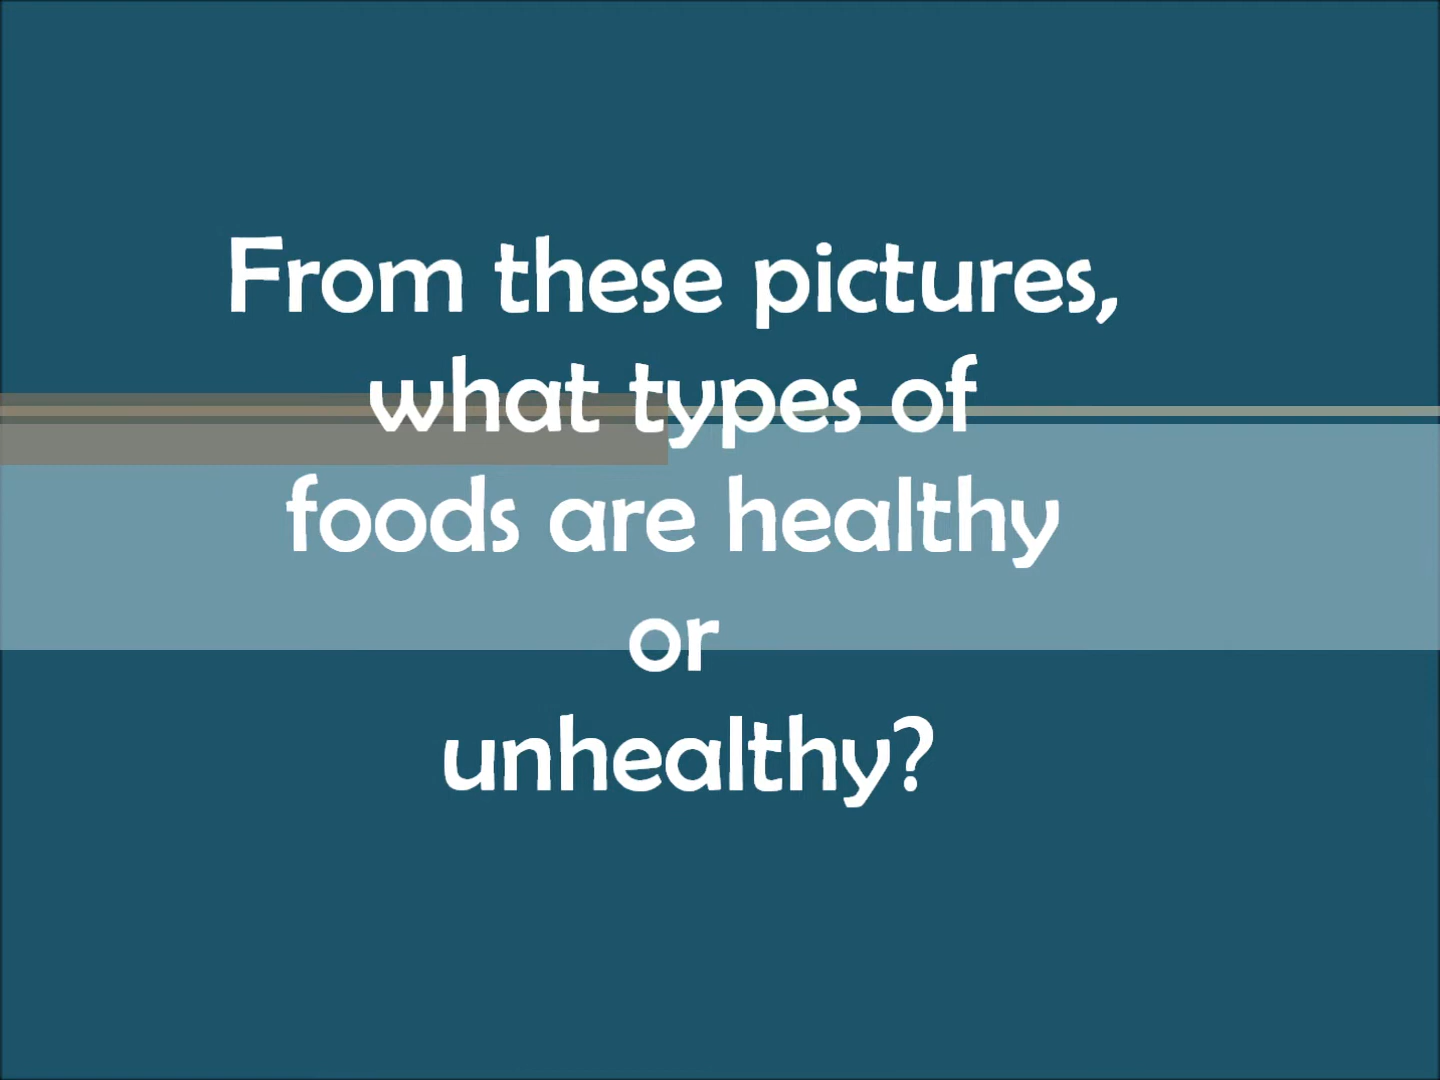 From these pictures,
what types of
foods are healthy
or
unhealthy?